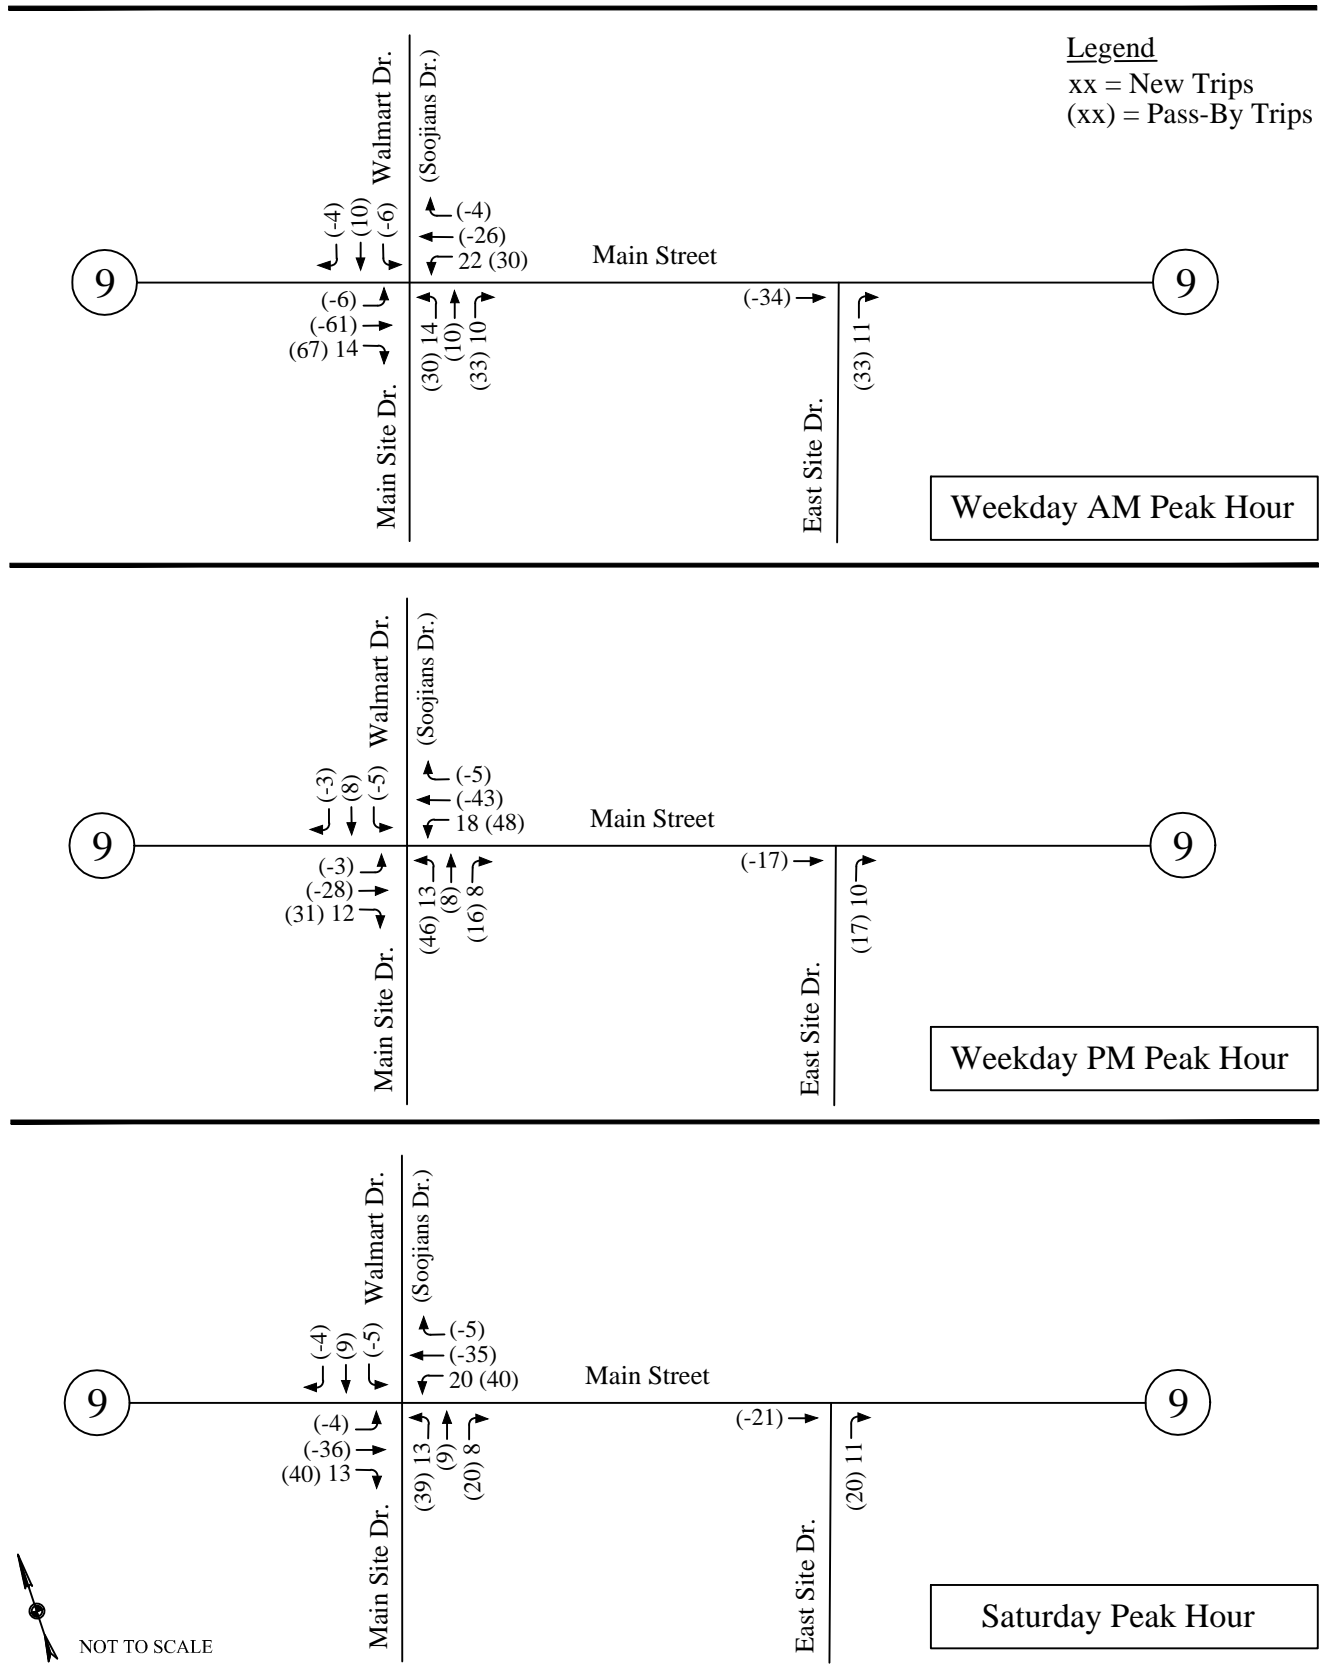 Legend
xx = New Trips
(xx) = Pass-By Trips
Walmart Dr.
(Soojians Dr.)
(-4)
(10)
(-6)
(-4)
(-26)
22 (30)
Main Street
9
9
(-6)
(-61)
(67) 14
(30) 14
(10)
(33) 10
(-34)
(33) 11
Main Site Dr.
East Site Dr.
Weekday AM Peak Hour
Walmart Dr.
(Soojians Dr.)
(-3)
(8)
(-5)
(-5)
(-43)
18 (48)
Main Street
9
9
(-3)
(-28)
(31) 12
(46) 13
(8)
(16) 8
(-17)
(17) 10
Main Site Dr.
East Site Dr.
Weekday PM Peak Hour
Walmart Dr.
(Soojians Dr.)
(-4)
(9)
(-5)
(-5)
(-35)
20 (40)
Main Street
9
9
(-4)
(-36)
(40) 13
(39) 13
(9)
(20) 8
(-21)
(20) 11
Main Site Dr.
East Site Dr.
Saturday Peak Hour
NOT TO SCALE